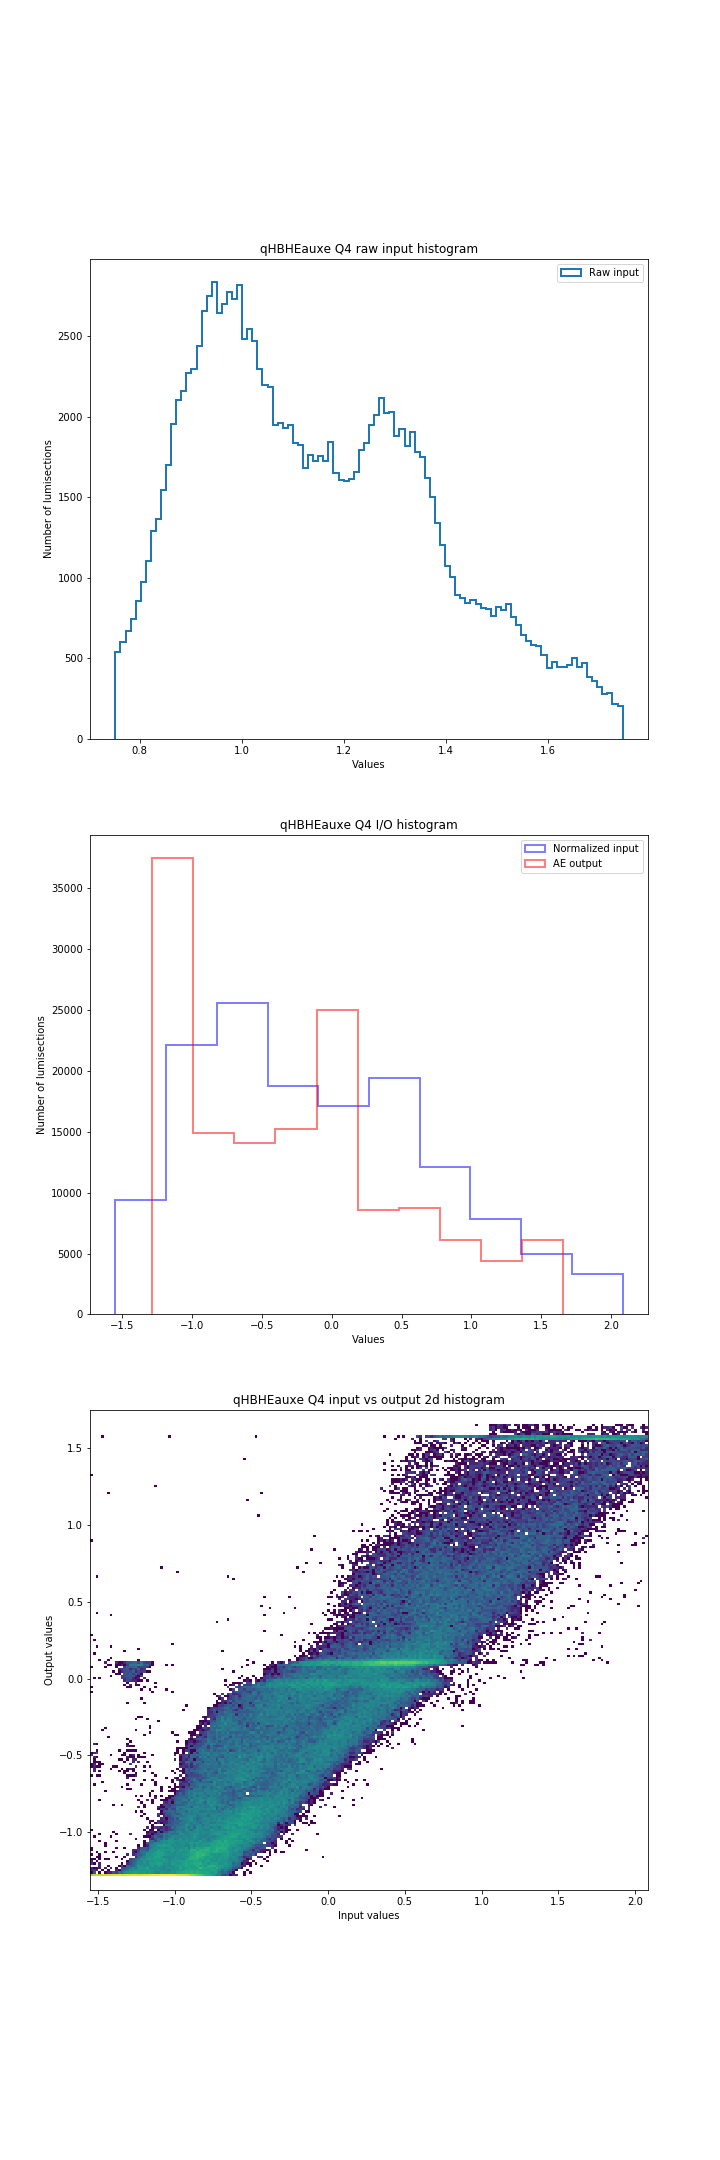 qHBHEauxe Q4 raw input histogram
Raw input
2500
2000
1500
1000
500
0
Number of lumisections
0.8 1.0 1.2 1.4 1.6
Values
qHBHEauxe Q4 I/O histogram
Normalized input
AE output
35000
30000
25000
20000
15000
10000
5000
0
Number of lumisections
−1.5 −1.0 −0.5 0.0 0.5 1.0 1.5 2.0
Values
qHBHEauxe Q4 input vs output 2d histogram
1.5
1.0
0.5
0.0
−0.5
−1.0
Output values
−1.5 −1.0 −0.5 0.0 0.5 1.0 1.5 2.0
Input values